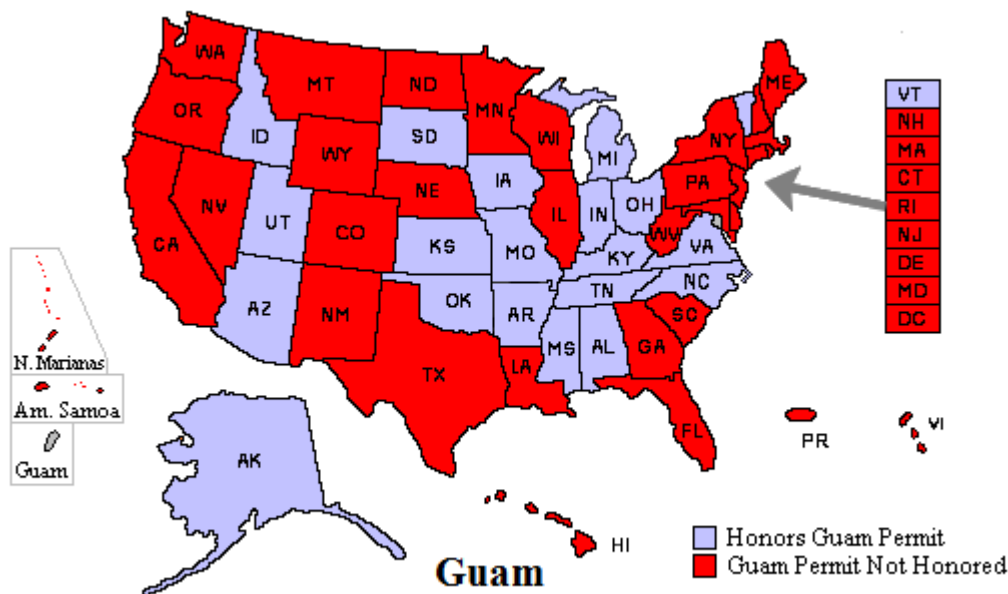 WA
MT
ND
MN
ME
VT
OR
ID
SD
WI
NY
NH
MI
MA
WY
IA
PA
CT
NE
OH
RI
NV
UT
IL
IN
NJ
CA
CO
WV
VA
DE
KS
MO
KY
MD
NC
TN
DC
AZ
NM
OK
AR
SC
MS
AL
GA
N. Marianas
TX
LA
Am. Samoa
FL
PR
VI
AK
Guam
HI
Honors Guam Permit
Guam Permit Not Honored
Guam